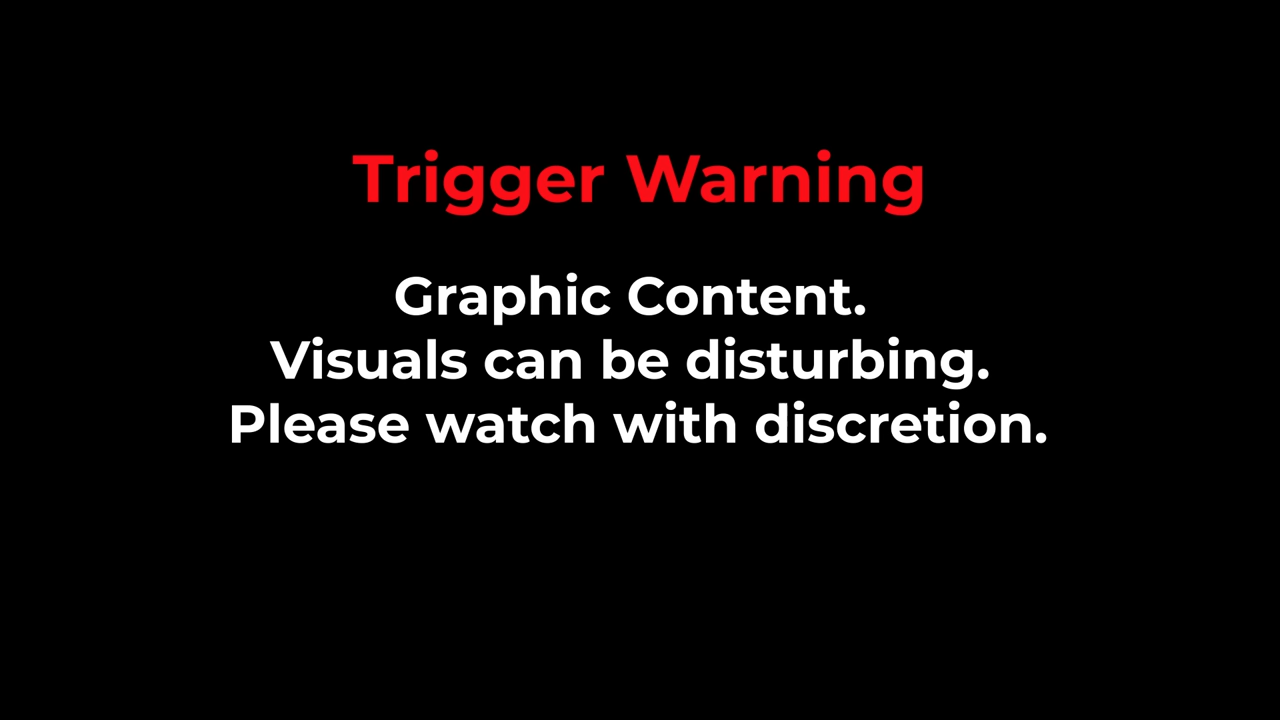 Trigger Warning
Graphic Content.
Visuals can be disturbing.
Please watch with discretion.